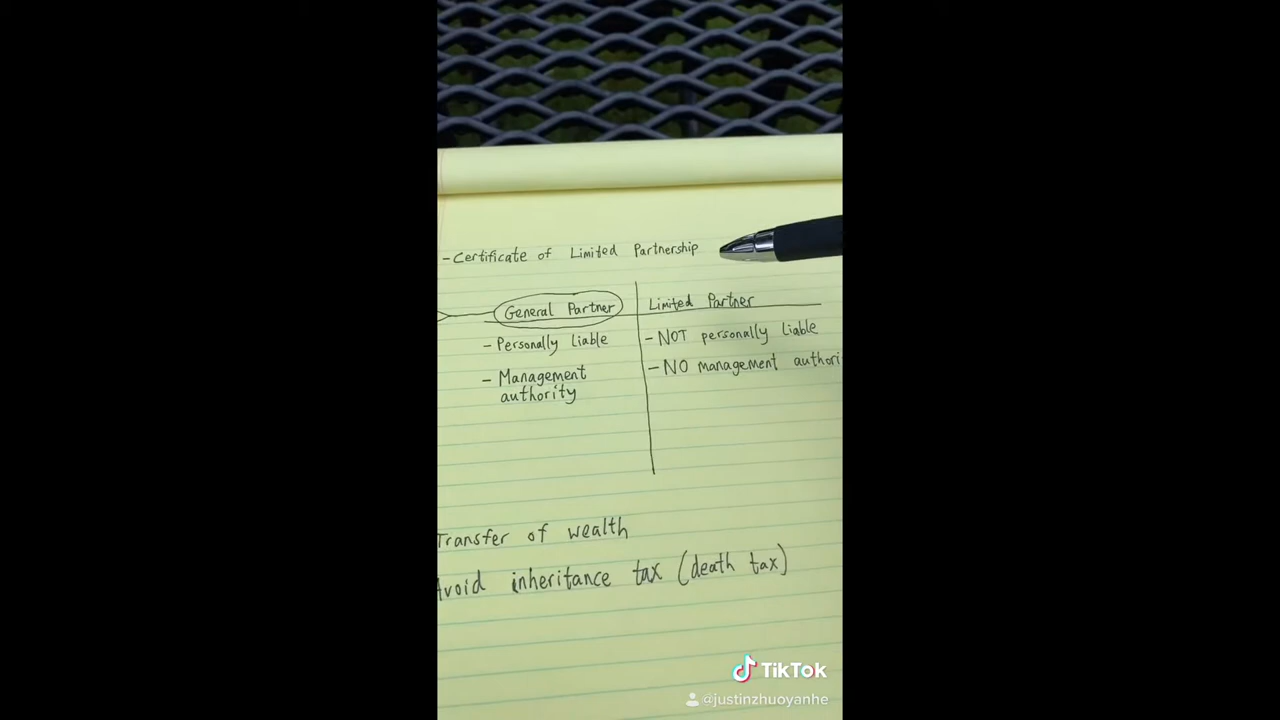 -Certificate of Limited Partnership
General Partner
Limited Partner
- Personally Liable
- NOT personally liable
- Management
authority
- NO management authori
Transfer of wealth
Avoid inheritance tax (death tax)
TikTok
@justinzhuoyanhe